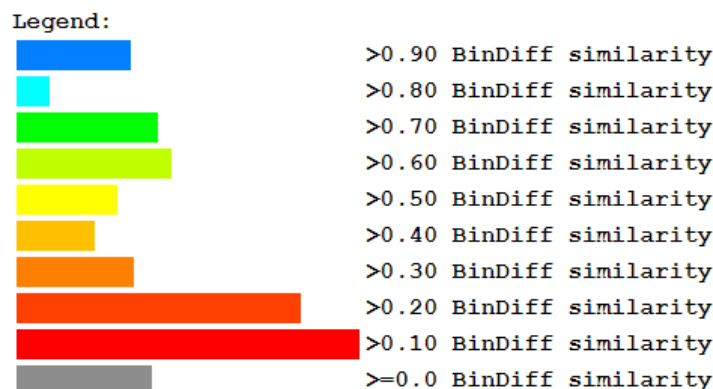 Legend:
>0.90 BinDiff similarity
>0.80 BinDiff similarity
>0.70 BinDiff similarity
>0.60 BinDiff similarity
>0.50 BinDiff similarity
>0.40 BinDiff similarity
>0.30 BinDiff similarity
>0.20 BinDiff similarity
>0.10 BinDiff similarity
>=0.0 BinDiff similarity